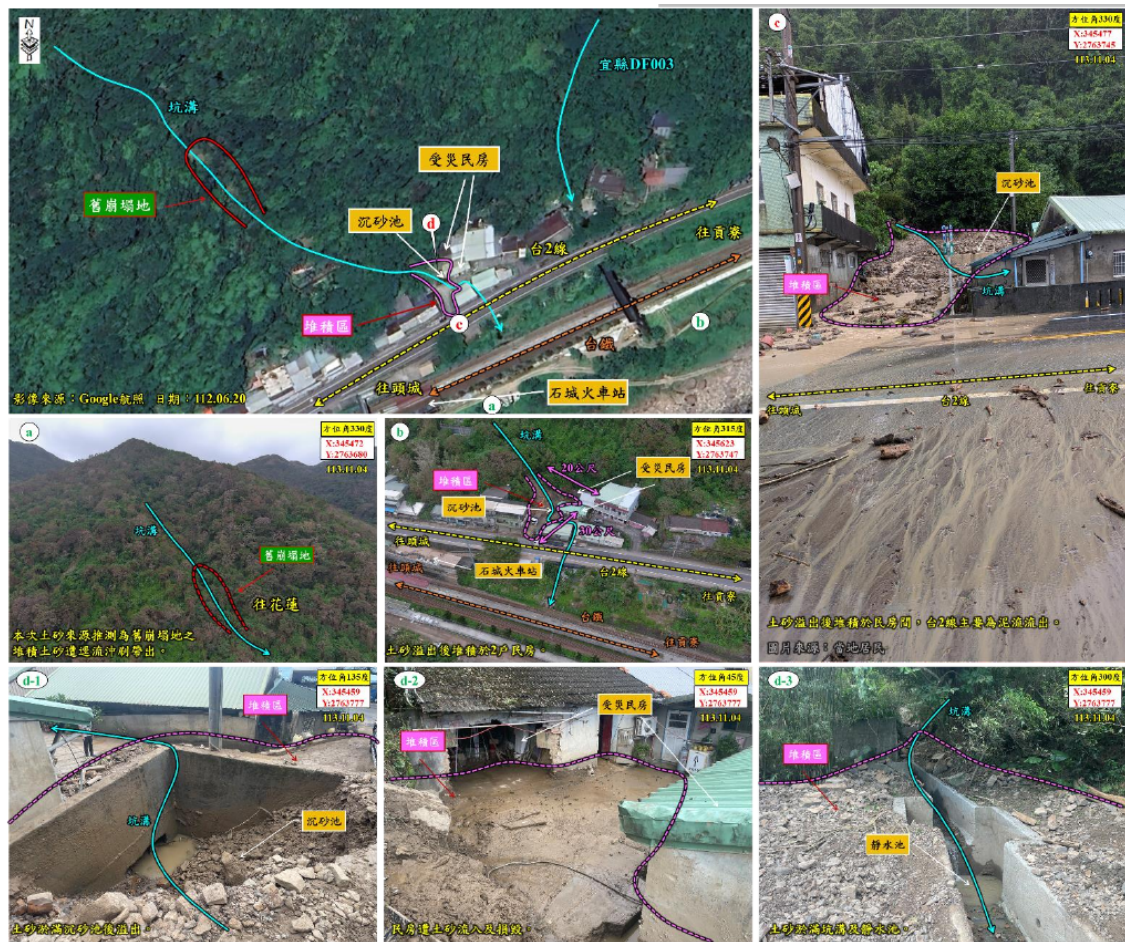 N
坑溝
宜縣DF003
舊崩塌地
受災民房
沉砂池
d
台2線
往貢寮
堆積區
c
b
台鐵
往頭城
石城火車站
a
影像來源：Google航照 日期：112.06.20
c
方位角330度
X:345477
Y:2763745
113.11.04
沉砂池
堆積區
坑溝
往頭城
台2線
往貢寮
土砂溢出後堆積於民房間，台2線主要為泥流流出。
圖片來源：當地居民
a
方位角330度
X:345472
Y:2763680
113.11.04
坑溝
舊崩塌地
往花蓮
本次土砂來源推測為舊崩塌地之
堆積土砂遭逕流沖刷帶出。
b
方位角315度
X:345623
Y:2763747
113.11.04
坑溝
20公尺
受災民房
堆積區
沉砂池
30公尺
往頭城
往頭城
石城火車站
台2線
往貢寮
台鐵
往貢寮
土砂溢出後堆積於2戶民房。
d-1
方位角135度
X:345459
Y:2763777
113.11.04
堆積區
坑溝
沉砂池
土砂淤滿沉砂池後溢出。
d-2
方位角45度
X:345459
Y:2763777
113.11.04
受災民房
堆積區
民房遭土砂流入及損毀。
d-3
方位角300度
X:345459
Y:2763777
113.11.04
坑溝
堆積區
靜水池
土砂淤滿坑溝及靜水池。